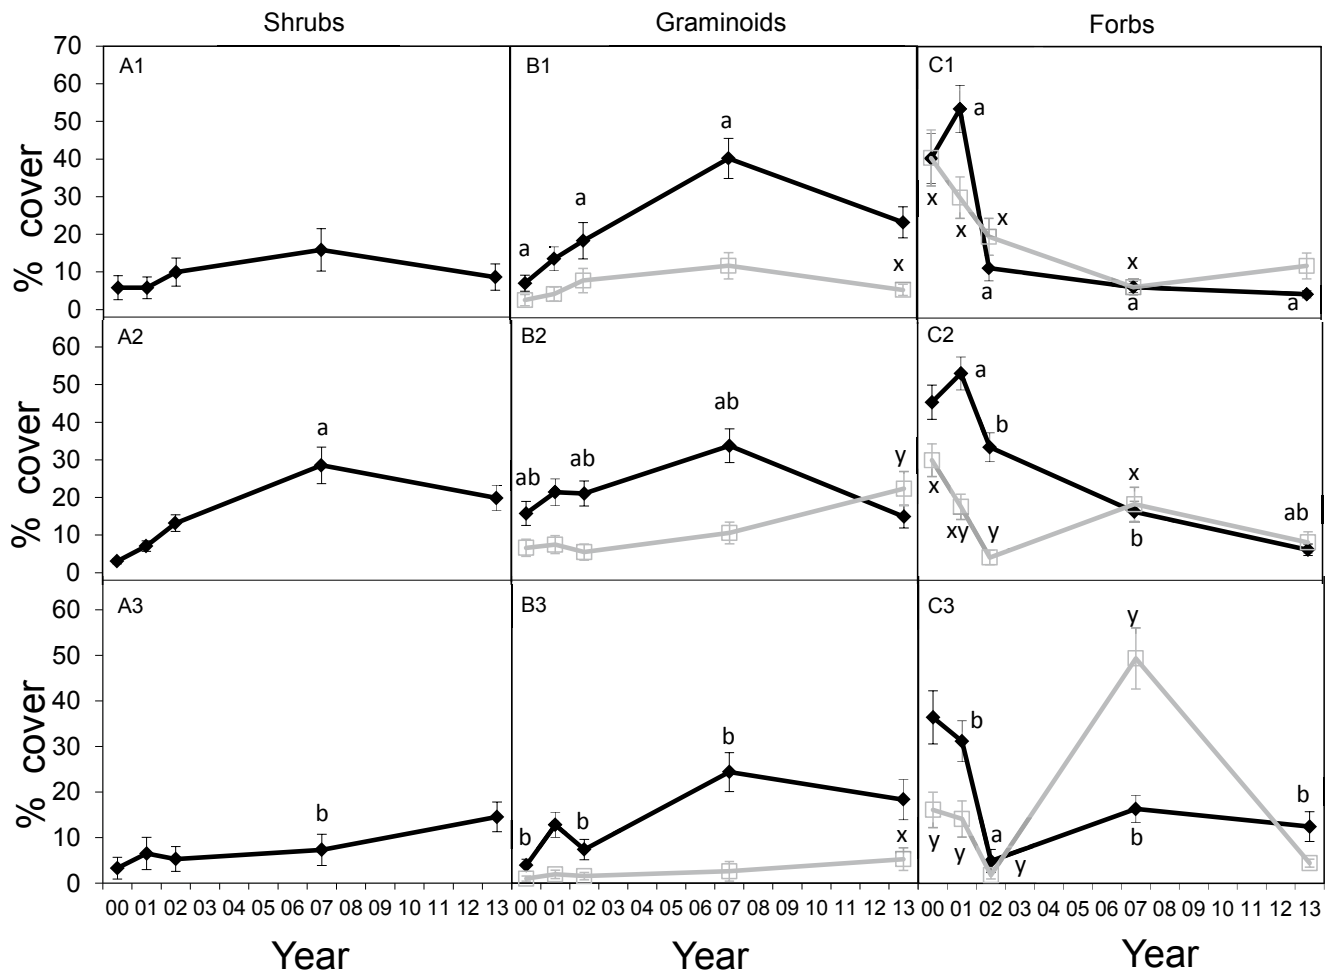 Shrubs Graminoids Forbs
70
60
50
40
30
20
10
0
% cover
A1
B1
a
a
a
x
C1
a
x
x
x
x
a
a
a
60
50
40
30
20
10
0
% cover
A2
a
B2
ab
ab
ab
y
C2
a
b
x
xy
y
x
b
ab
60
50
40
30
20
10
0
% cover
A3
b
B3
b
b
b
x
C3
y
b
b
a
y
y
y
b
00 01 02 03 04 05 06 07 08 09 10 11 12 13
00 01 02 03 04 05 06 07 08 09 10 11 12 13
00 01 02 03 04 05 06 07 08 09 10 11 12 13
Year Year Year